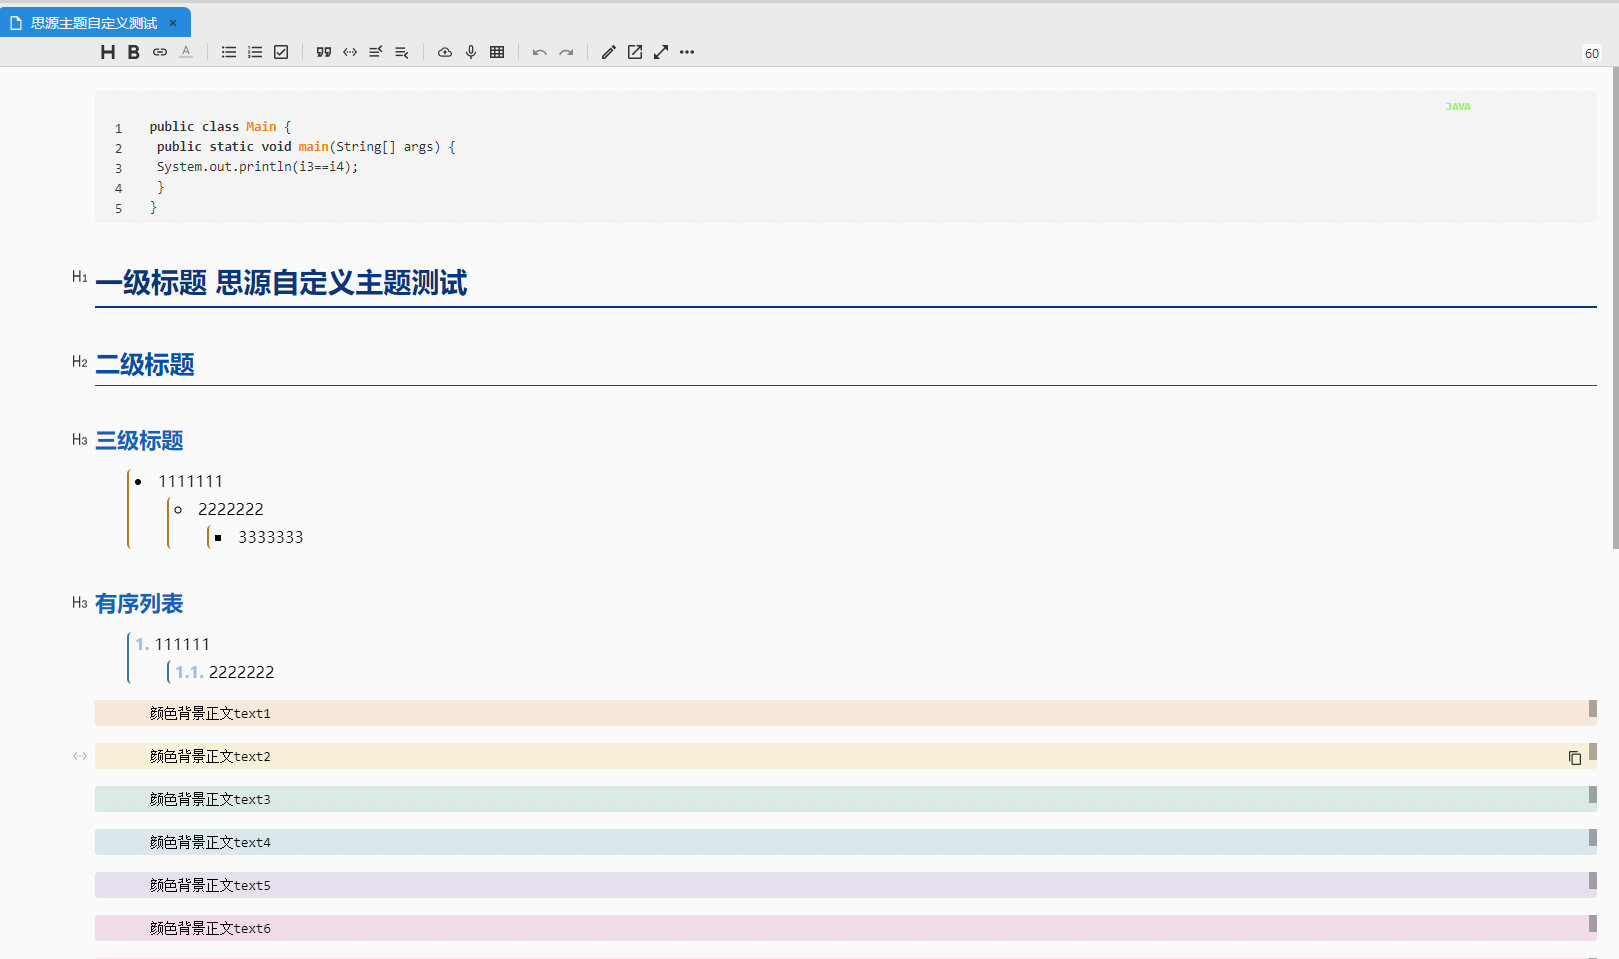 思源主题自定义测试 ×
H B A
60
JAVA
1 public class Main {
2 public static void main(String[] args) {
3 System.out.println(i3==i4);
4 }
5 }
H1 一级标题 思源自定义主题测试
H2 二级标题
H3 三级标题
1111111
2222222
3333333
H3 有序列表
1. 111111
1.1. 2222222
颜色背景正文text1
颜色背景正文text2
颜色背景正文text3
颜色背景正文text4
颜色背景正文text5
颜色背景正文text6